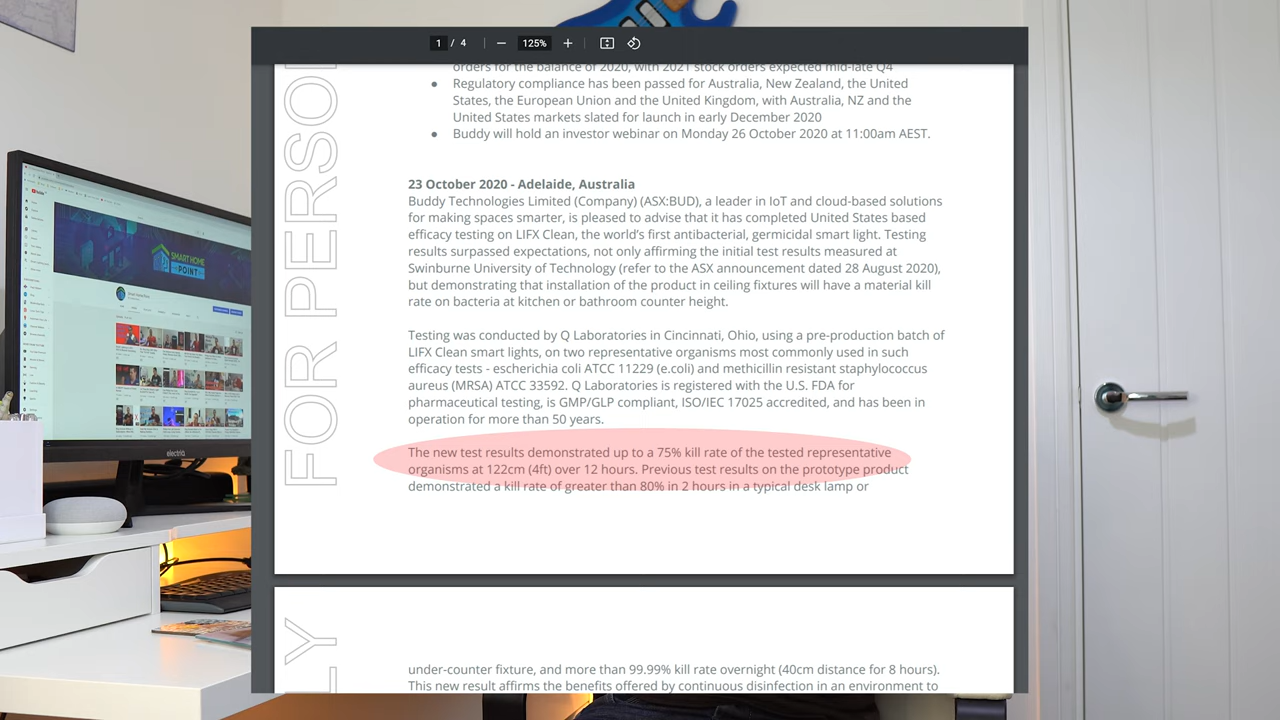 1 / 4
125%
orders for the balance of 2020, with 2021 stock orders expected mid-late Q4
● Regulatory compliance has been passed for Australia, New Zealand, the United
States, the European Union and the United Kingdom, with Australia, NZ and the
United States markets slated for launch in early December 2020
● Buddy will hold an investor webinar on Monday 26 October 2020 at 11:00am AEST.
FOR PERSO
23 October 2020 - Adelaide, Australia
Buddy Technologies Limited (Company) (ASX:BUD), a leader in IoT and cloud-based solutions
for making spaces smarter, is pleased to advise that it has completed United States based
efficacy testing on LIFX Clean, the world's first antibacterial, germicidal smart light. Testing
results surpassed expectations, not only affirming the initial test results measured at
Swinburne University of Technology (refer to the ASX announcement dated 28 August 2020),
but demonstrating that installation of the product in ceiling fixtures will have a material kill
rate on bacteria at kitchen or bathroom counter height.
Testing was conducted by Q Laboratories in Cincinnati, Ohio, using a pre-production batch of
LIFX Clean smart lights, on two representative organisms most commonly used in such
efficacy tests - escherichia coli ATCC 11229 (e.coli) and methicillin resistant staphylococcus
aureus (MRSA) ATCC 33592. Q Laboratories is registered with the U.S. FDA for
pharmaceutical testing, is GMP/GLP compliant, ISO/IEC 17025 accredited, and has been in
operation for more than 50 years.
The new test results demonstrated up to a 75% kill rate of the tested representative
organisms at 122cm (4ft) over 12 hours. Previous test results on the prototype product
demonstrated a kill rate of greater than 80% in 2 hours in a typical desk lamp or
LY
under-counter fixture, and more than 99.99% kill rate overnight (40cm distance for 8 hours).
This new result affirms the benefits offered by continuous disinfection in an environment to
SMART HOME
POINT
electriq